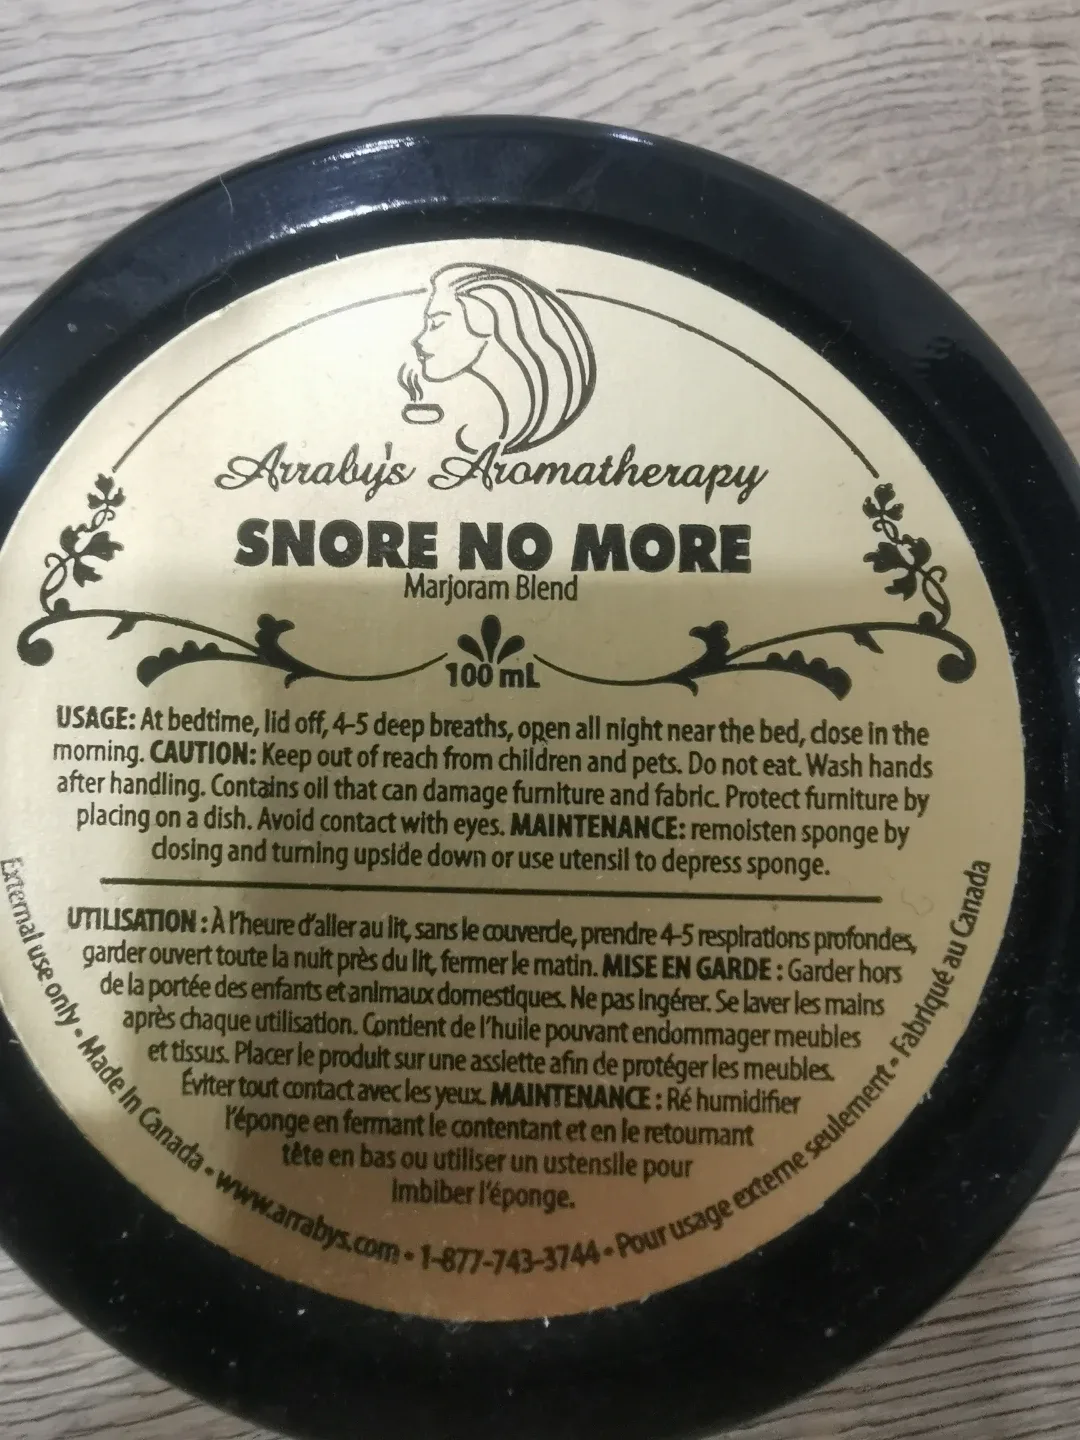 Arraby's Aromatherapy
SNORE NO MORE
Marjoram Blend
100 mL
USAGE: At bedtime, lid off, 4-5 deep breaths, open all night near the bed, close in the
morning. CAUTION: Keep out of reach from children and pets. Do not eat. Wash hands
after handling. Contains oil that can damage furniture and fabric. Protect furniture by
placing on a dish. Avoid contact with eyes. MAINTENANCE: remoisten sponge by
closing and turning upside down or use utensil to depress sponge.
UTILISATION : À l'heure d'aller au lit, sans le couverde, prendre 4-5 respirations profondes,
garder ouvert toute la nuit près du lit, fermer le matin. MISE EN GARDE : Garder hors
de la portée des enfants et animaux domestiques. Ne pas ingérer. Se laver les mains
après chaque utilisation. Contient de l'huile pouvant endommager meubles
et tissus. Placer le produit sur une assiette afin de protéger les meubles.
Éviter tout contact avec les yeux. MAINTENANCE : Ré humidifier
l'éponge en fermant le contentant et en le retournant
tête en bas ou utiliser un ustensile pour
imbiber l'éponge.
External use only • Made in Canada • www.arrabys.com • 1-877-743-3744 • Pour usage externe seulement • Fabriqué au Canada